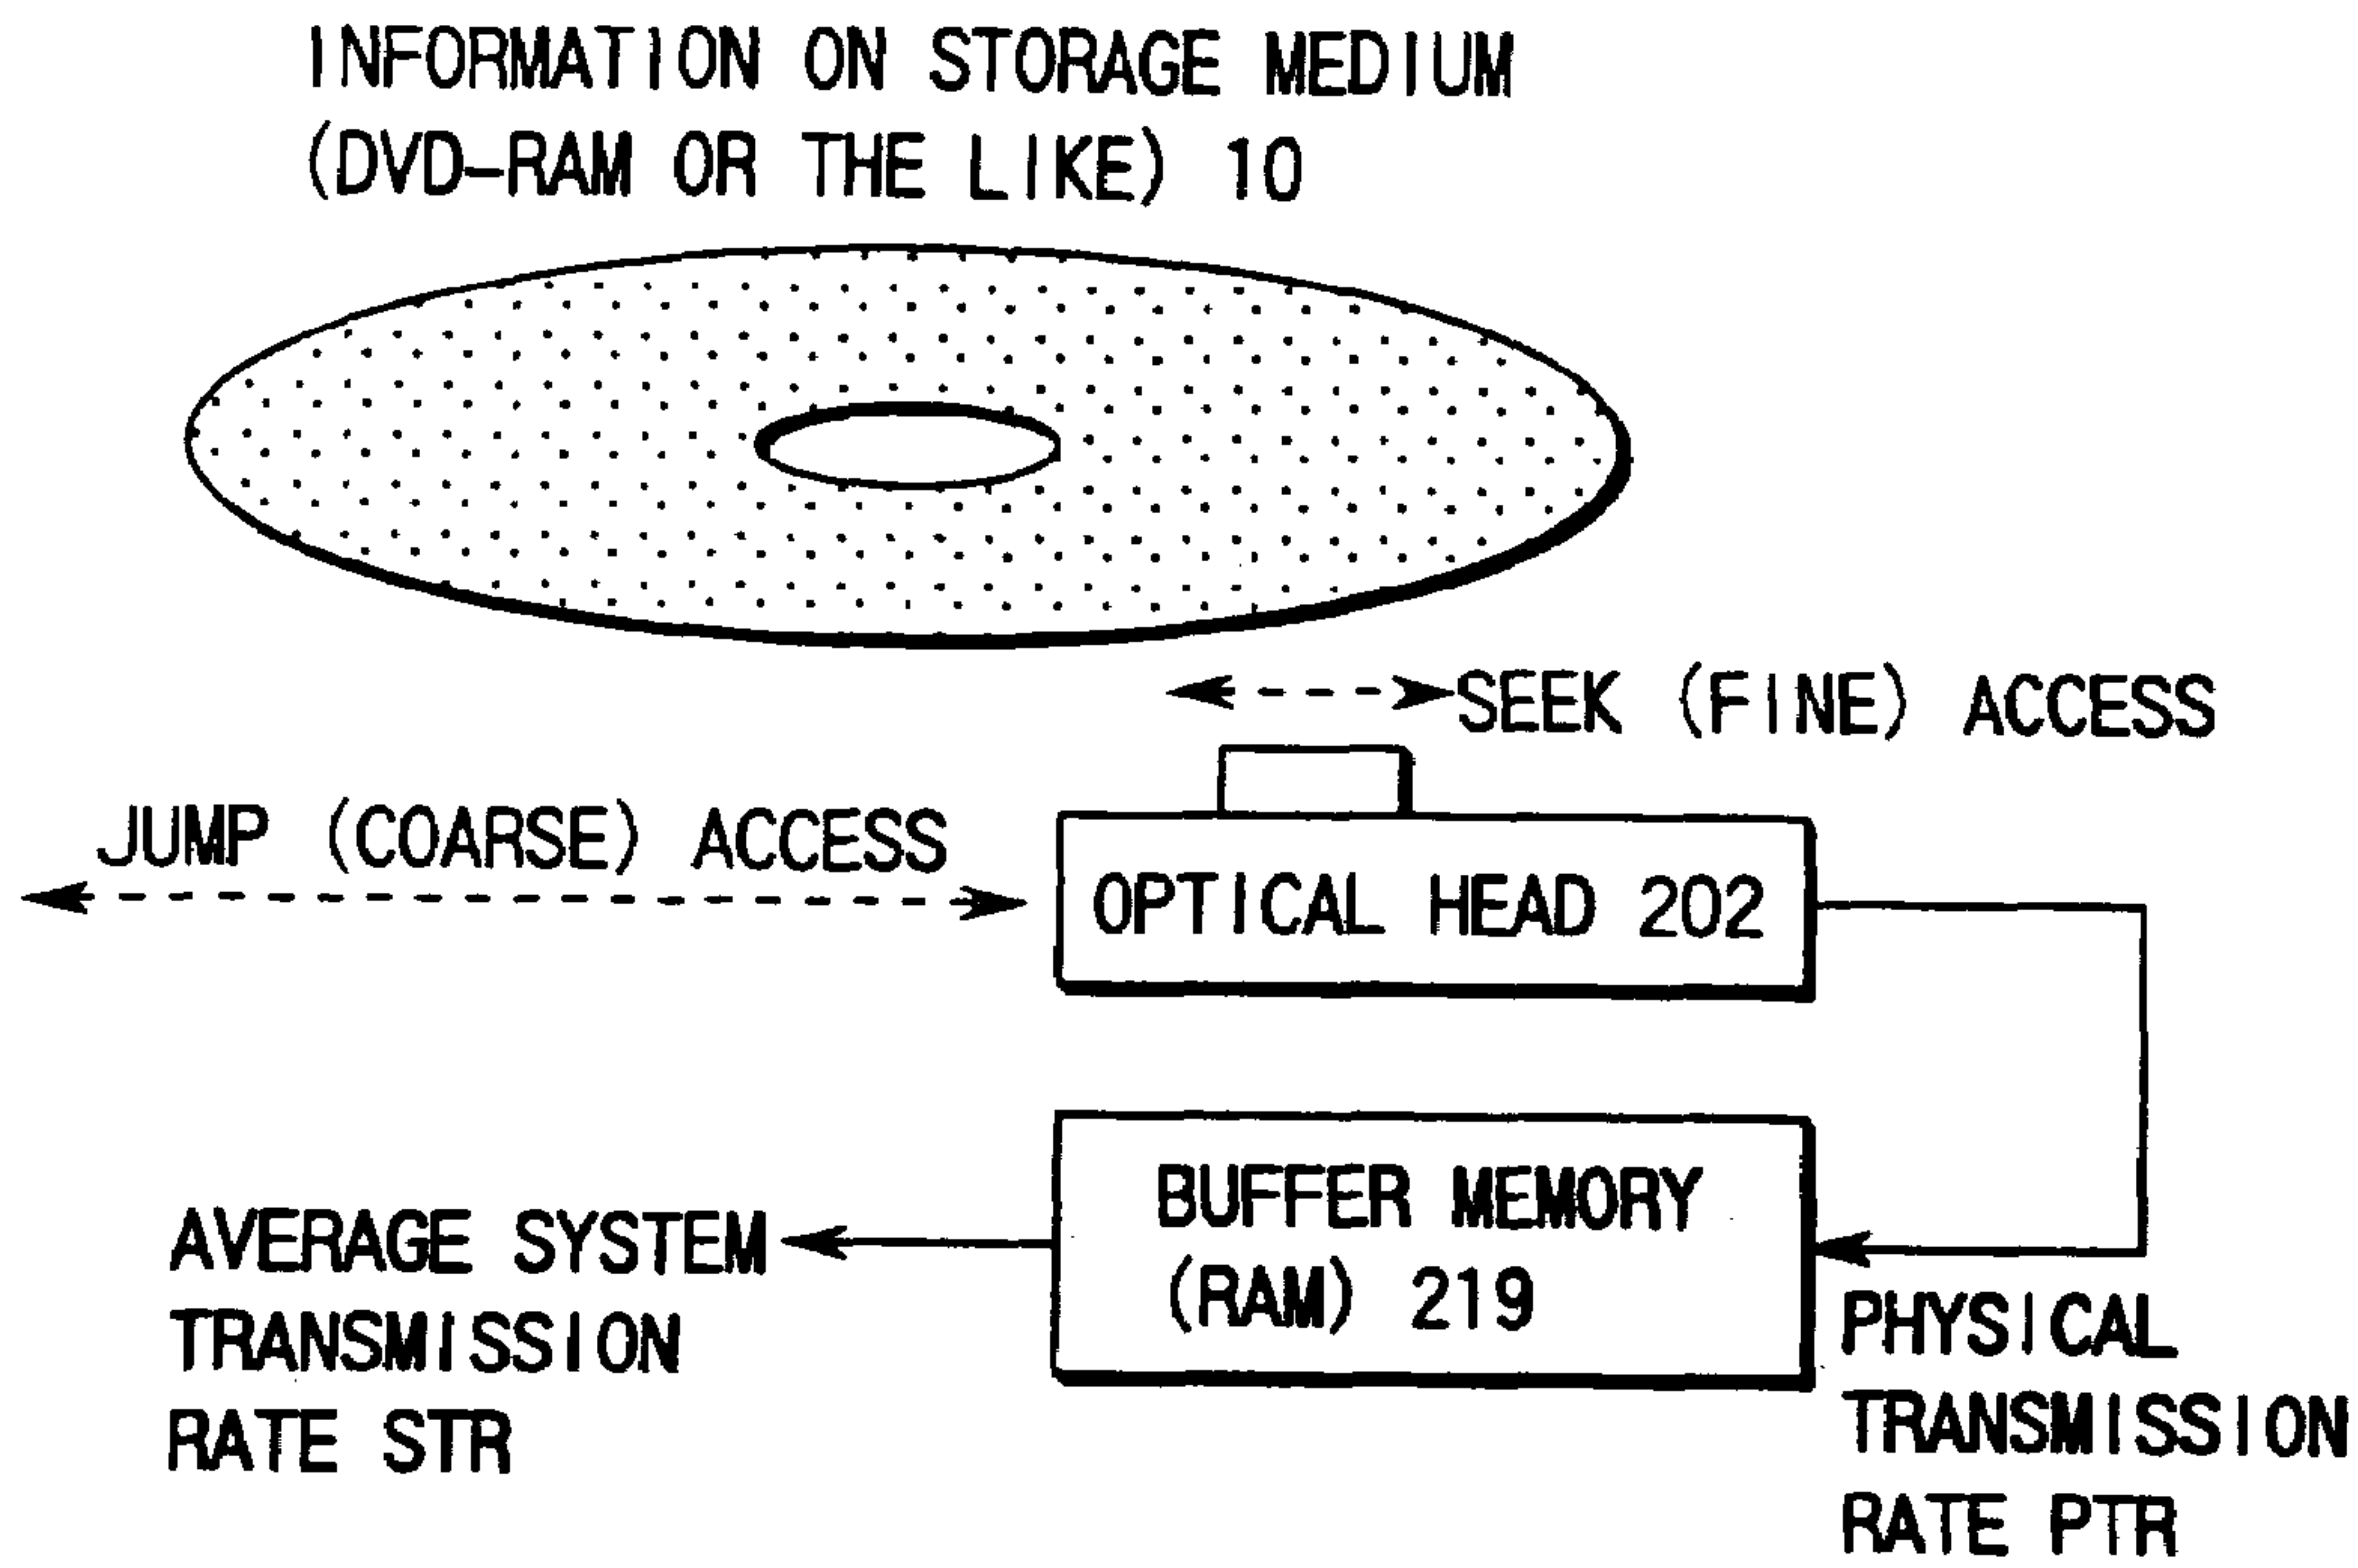 INFORMATION ON STORAGE MEDIUM
(DVD-RAM OR THE LIKE) 10
SEEK (FINE) ACCESS
JUMP (COARSE) ACCESS
OPTICAL HEAD 202
BUFFER MEMORY
(RAM) 219
AVERAGE SYSTEM
TRANSMISSION
RATE STR
PHYSICAL
TRANSMISSION
RATE PTR